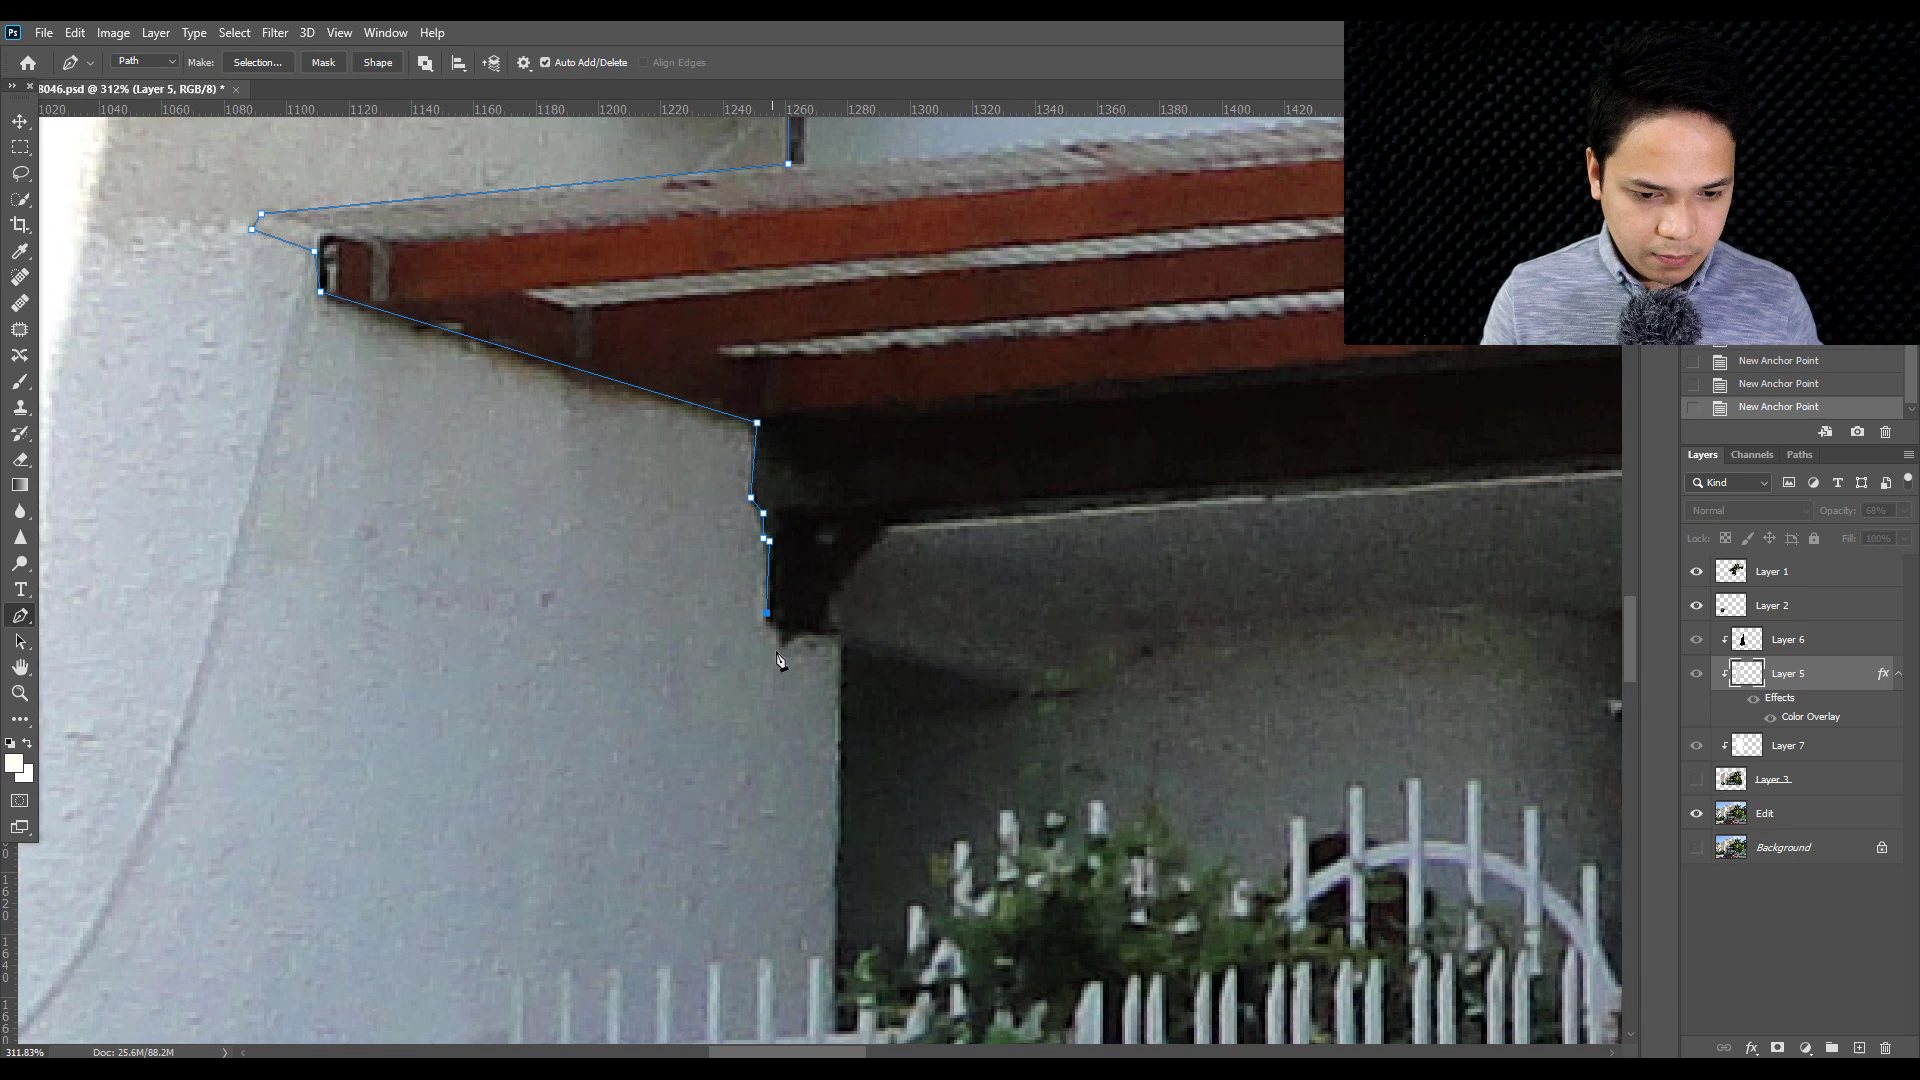 Ps File Edit Image Layer Type Select Filter 3D View Window Help
Path Make: Selection... Mask Shape Auto Add/Delete Align Edges
8046.psd @ 312% (Layer 5, RGB/8) * ×
1020 1040 1060 1080 1100 1120 1140 1160 1180 1200 1220 1240 1260 1280 1300 1320 1340 1360 1380 1400 1420
New Anchor Point
New Anchor Point
New Anchor Point
Layers Channels Paths
Kind
Normal Opacity: 68%
Lock: Fill: 100%
Layer 1
Layer 2
Layer 6
Layer 5 fx
Effects
Color Overlay
Layer 7
Layer 3
Edit
Background
311.83% Doc: 25.6M/88.2M